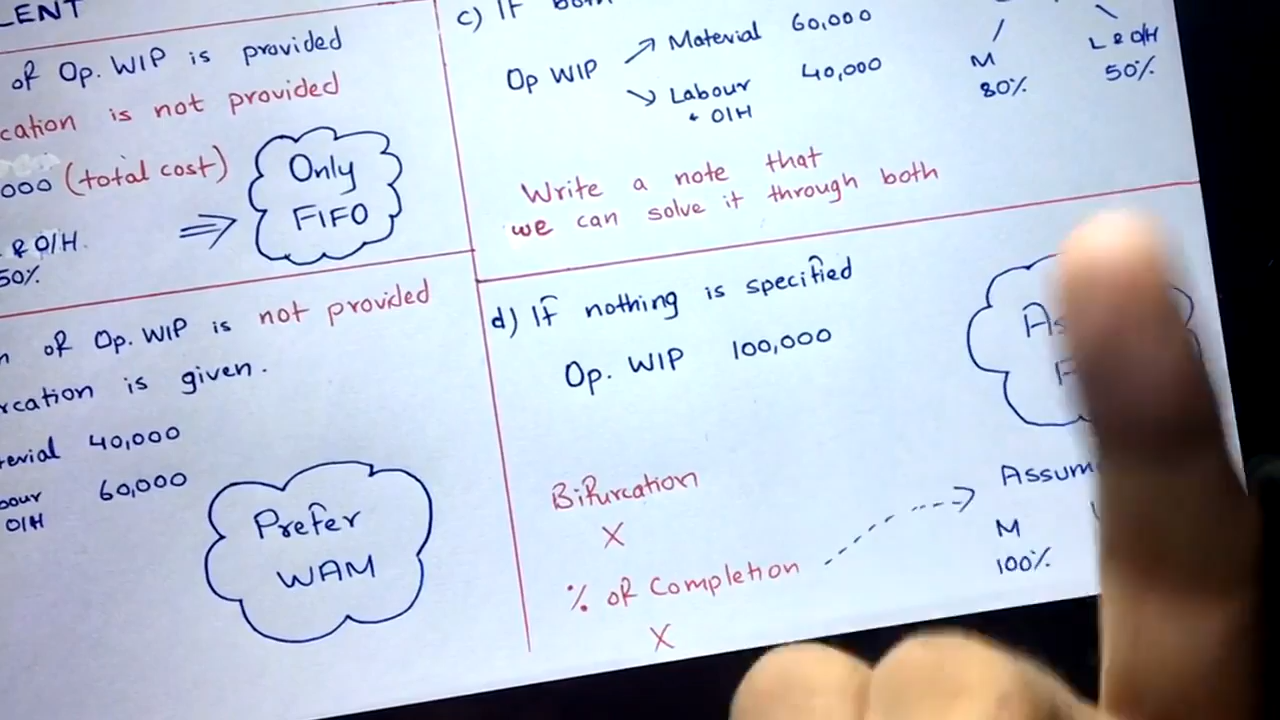 LENT
of Op. WIP is provided
cation is not provided
000 (total cost)
& O/H.
50%
Only
FIFO
of Op. WIP is not provided
rcation is given.
terial 40,000
bour 60,000
O/H
Prefer
WAM
c) If both
Op WIP
Material 60,000
Labour 40,000
+ O/H
M
80%
L & O/H
50%
Write a note that
we can solve it through both
d) If nothing is specified
Op. WIP 100,000
Bifurcation
X
% of Completion
X
Assum
M
100%